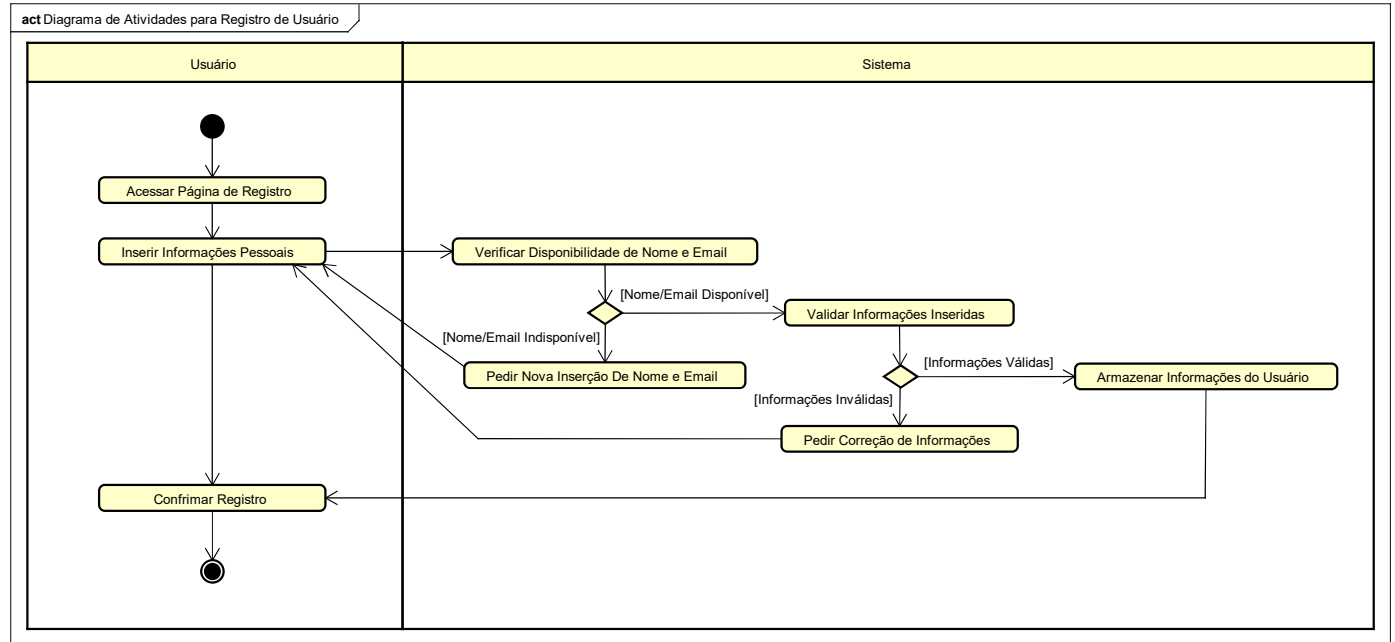 act Diagrama de Atividades para Registro de Usuário
Usuário
Sistema
Acessar Página de Registro
Inserir Informações Pessoais
Verificar Disponibilidade de Nome e Email
[Nome/Email Disponível]
Validar Informações Inseridas
[Nome/Email Indisponível]
Pedir Nova Inserção De Nome e Email
[Informações Válidas]
Armazenar Informações do Usuário
[Informações Inválidas]
Pedir Correção de Informações
Confrimar Registro